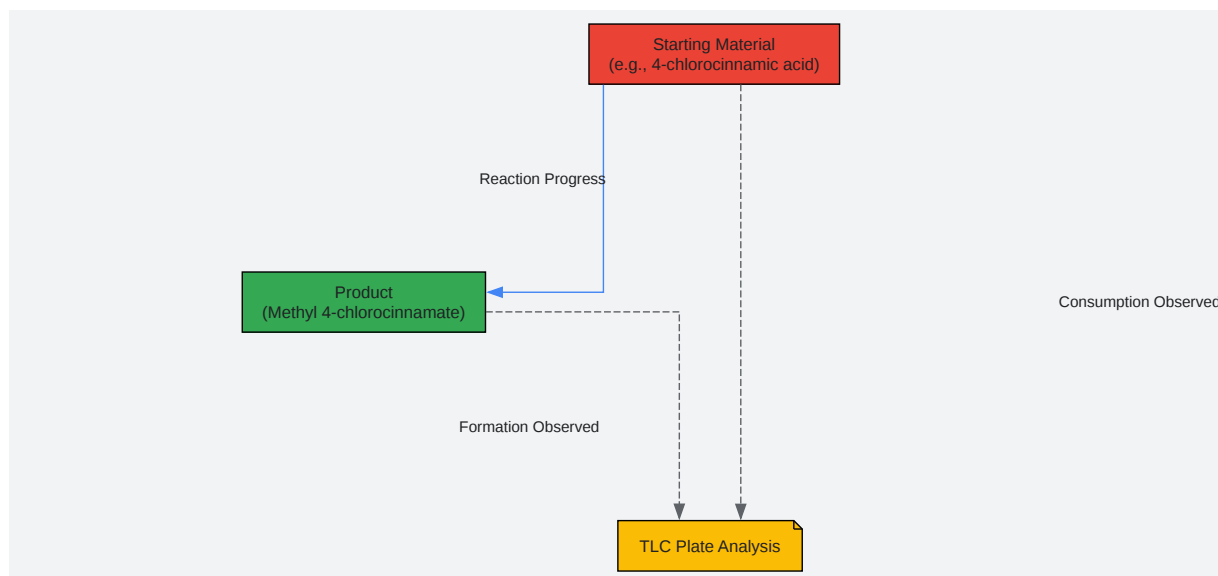 Starting Material
(e.g., 4-chlorocinnamic acid)
Reaction Progress
Product
(Methyl 4-chlorocinnamate)
Consumption Observed
Formation Observed
TLC Plate Analysis